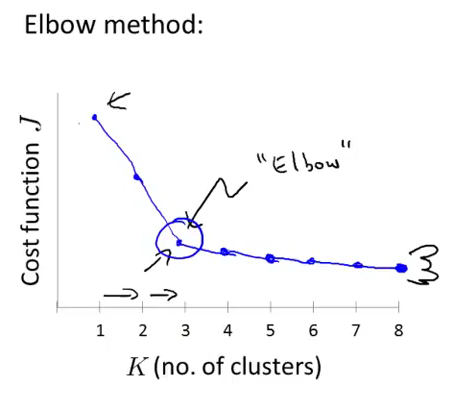 Elbow method:
"Elbow"
Cost function J
1 2 3 4 5 6 7 8
K (no. of clusters)